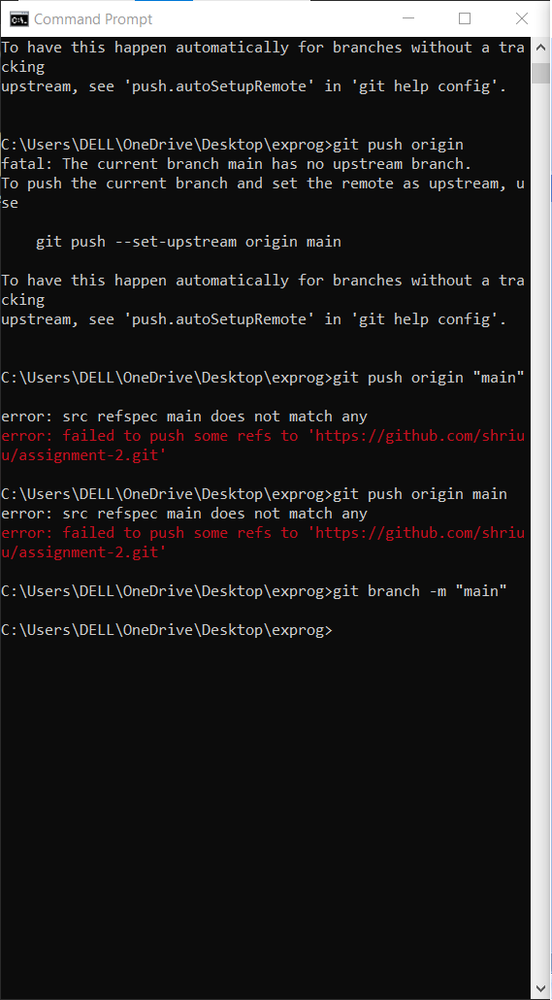 Command Prompt
To have this happen automatically for branches without a tra
cking
upstream, see 'push.autoSetupRemote' in 'git help config'.
C:\Users\DELL\OneDrive\Desktop\exprog>git push origin
fatal: The current branch main has no upstream branch.
To push the current branch and set the remote as upstream, u
se
git push --set-upstream origin main
To have this happen automatically for branches without a tra
cking
upstream, see 'push.autoSetupRemote' in 'git help config'.
C:\Users\DELL\OneDrive\Desktop\exprog>git push origin "main"
error: src refspec main does not match any
error: failed to push some refs to 'https://github.com/shriu
u/assignment-2.git'
C:\Users\DELL\OneDrive\Desktop\exprog>git push origin main
error: src refspec main does not match any
error: failed to push some refs to 'https://github.com/shriu
u/assignment-2.git'
C:\Users\DELL\OneDrive\Desktop\exprog>git branch -m "main"
C:\Users\DELL\OneDrive\Desktop\exprog>